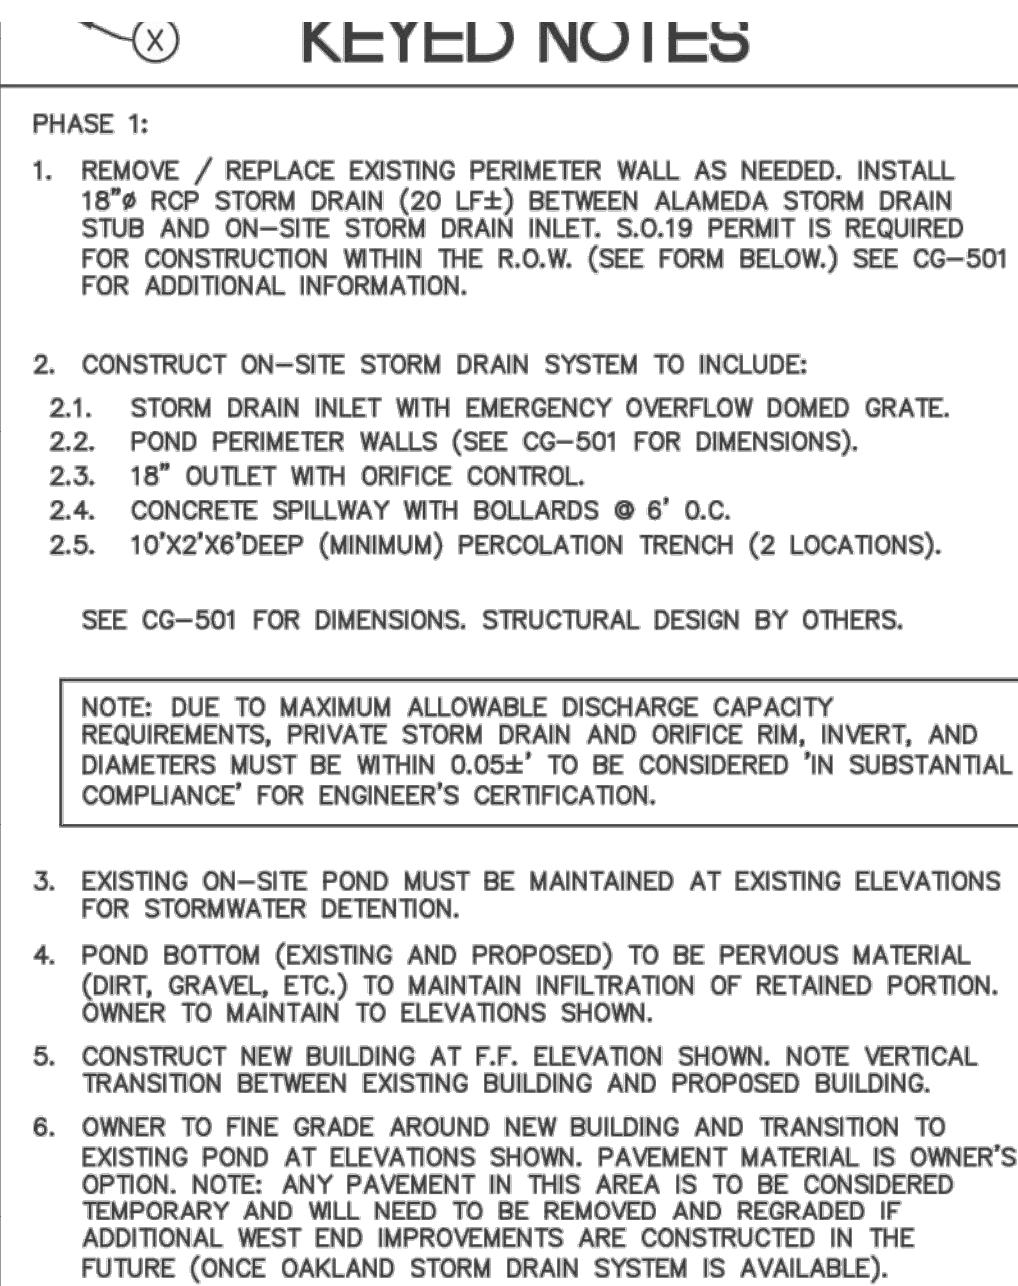 X KEYED NOTES
PHASE 1:
1. REMOVE / REPLACE EXISTING PERIMETER WALL AS NEEDED. INSTALL
18"ø RCP STORM DRAIN (20 LF±) BETWEEN ALAMEDA STORM DRAIN
STUB AND ON-SITE STORM DRAIN INLET. S.O.19 PERMIT IS REQUIRED
FOR CONSTRUCTION WITHIN THE R.O.W. (SEE FORM BELOW.) SEE CG-501
FOR ADDITIONAL INFORMATION.
2. CONSTRUCT ON-SITE STORM DRAIN SYSTEM TO INCLUDE:
2.1. STORM DRAIN INLET WITH EMERGENCY OVERFLOW DOMED GRATE.
2.2. POND PERIMETER WALLS (SEE CG-501 FOR DIMENSIONS).
2.3. 18" OUTLET WITH ORIFICE CONTROL.
2.4. CONCRETE SPILLWAY WITH BOLLARDS @ 6' O.C.
2.5. 10'X2'X6'DEEP (MINIMUM) PERCOLATION TRENCH (2 LOCATIONS).
SEE CG-501 FOR DIMENSIONS. STRUCTURAL DESIGN BY OTHERS.
NOTE: DUE TO MAXIMUM ALLOWABLE DISCHARGE CAPACITY
REQUIREMENTS, PRIVATE STORM DRAIN AND ORIFICE RIM, INVERT, AND
DIAMETERS MUST BE WITHIN 0.05±' TO BE CONSIDERED 'IN SUBSTANTIAL
COMPLIANCE' FOR ENGINEER'S CERTIFICATION.
3. EXISTING ON-SITE POND MUST BE MAINTAINED AT EXISTING ELEVATIONS
FOR STORMWATER DETENTION.
4. POND BOTTOM (EXISTING AND PROPOSED) TO BE PERVIOUS MATERIAL
(DIRT, GRAVEL, ETC.) TO MAINTAIN INFILTRATION OF RETAINED PORTION.
OWNER TO MAINTAIN TO ELEVATIONS SHOWN.
5. CONSTRUCT NEW BUILDING AT F.F. ELEVATION SHOWN. NOTE VERTICAL
TRANSITION BETWEEN EXISTING BUILDING AND PROPOSED BUILDING.
6. OWNER TO FINE GRADE AROUND NEW BUILDING AND TRANSITION TO
EXISTING POND AT ELEVATIONS SHOWN. PAVEMENT MATERIAL IS OWNER'S
OPTION. NOTE: ANY PAVEMENT IN THIS AREA IS TO BE CONSIDERED
TEMPORARY AND WILL NEED TO BE REMOVED AND REGRADED IF
ADDITIONAL WEST END IMPROVEMENTS ARE CONSTRUCTED IN THE
FUTURE (ONCE OAKLAND STORM DRAIN SYSTEM IS AVAILABLE).